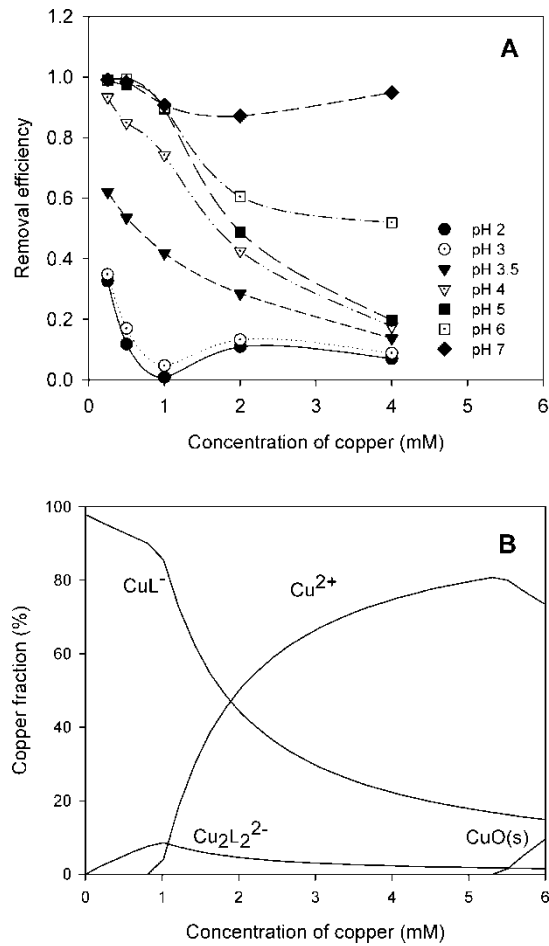 1.2
A
1.0
0.8
0.6
0.4
0.2
0.0
Removal efficiency
pH 2
pH 3
pH 3.5
pH 4
pH 5
pH 6
pH 7
0 1 2 3 4 5 6
Concentration of copper (mM)
100
B
80
60
40
20
0
Copper fraction (%)
CuL⁻
Cu²⁺
Cu₂L₂²⁻
CuO(s)
0 1 2 3 4 5 6
Concentration of copper (mM)